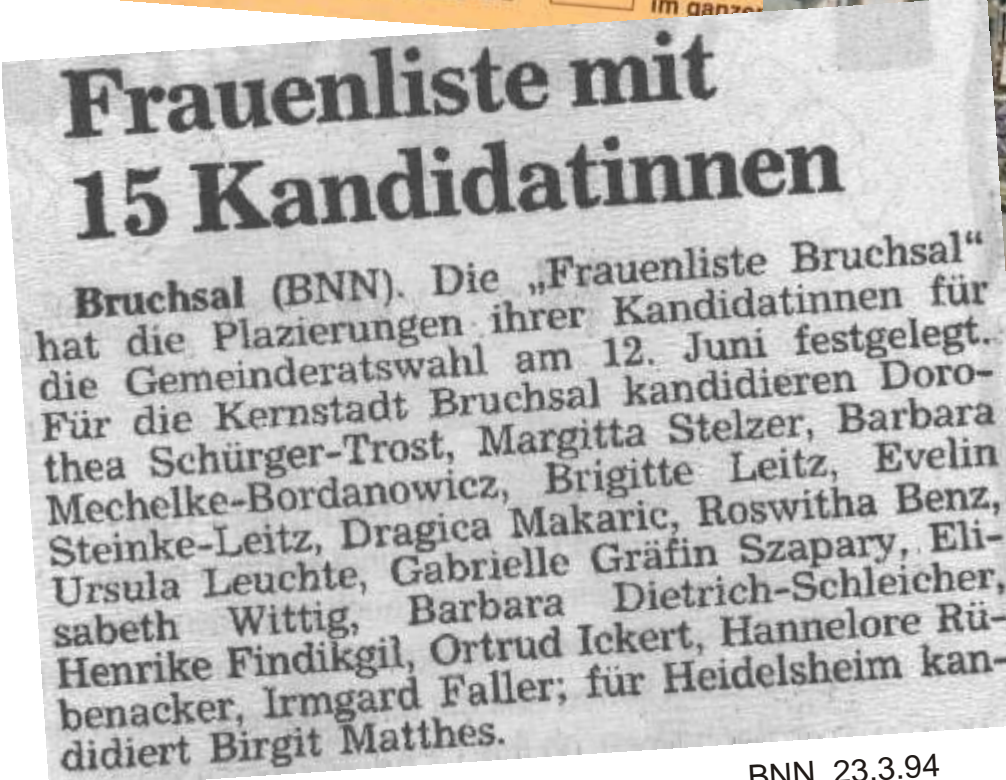 im ganzen
Frauenliste mit
15 Kandidatinnen
Bruchsal (BNN). Die „Frauenliste Bruchsal“
hat die Plazierungen ihrer Kandidatinnen für
die Gemeinderatswahl am 12. Juni festgelegt.
Für die Kernstadt Bruchsal kandidieren Doro-
thea Schürger-Trost, Margitta Stelzer, Barbara
Mechelke-Bordanowicz, Brigitte Leitz, Evelin
Steinke-Leitz, Dragica Makaric, Roswitha Benz,
Ursula Leuchte, Gabrielle Gräfin Szapary, Eli-
sabeth Wittig, Barbara Dietrich-Schleicher
Henrike Findikgil, Ortrud Ickert, Hannelore Rü-
benacker, Irmgard Faller; für Heidelsheim kan-
didiert Birgit Matthes.
BNN 23.3.94